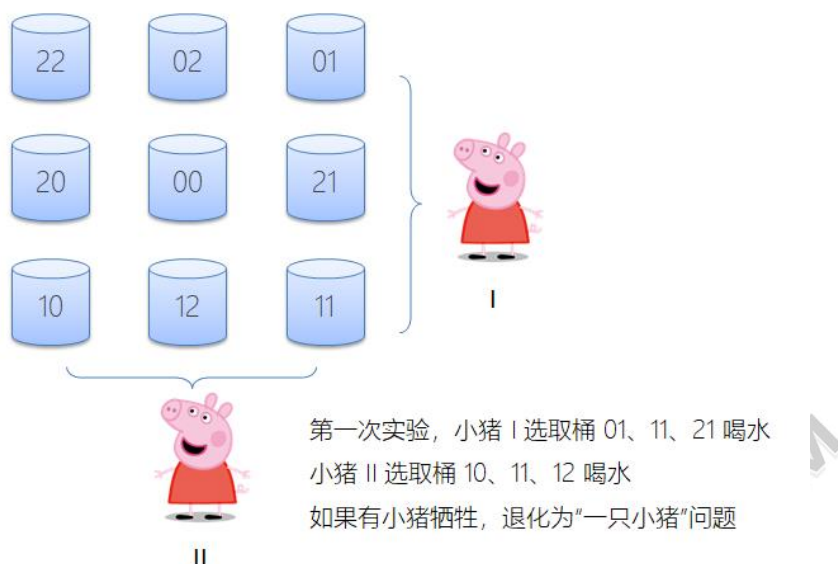 22 02 01
20 00 21
10 12 11
I
II
第一次实验，小猪 I 选取桶 01、11、21 喝水
小猪 II 选取桶 10、11、12 喝水
如果有小猪牺牲，退化为“一只小猪”问题